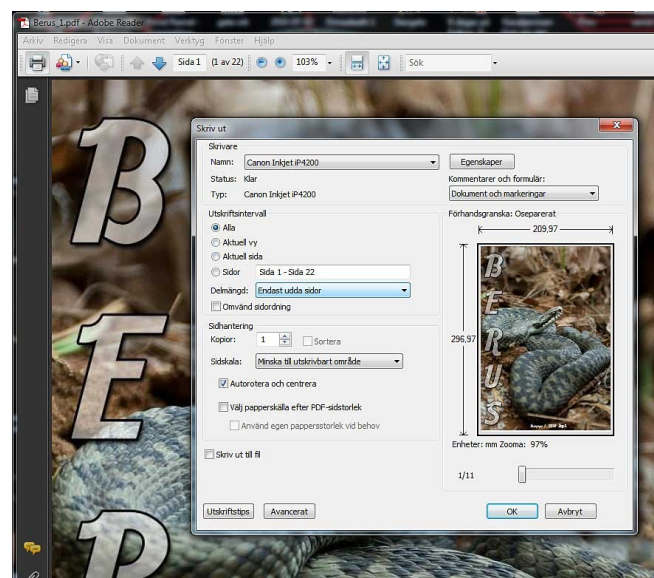 Berus_1.pdf - Adobe Reader
Arkiv Redigera Visa Dokument Verktyg Fönster Hjälp
Sida 1 (1 av 22) 103% Sök
B
E
R
Skriv ut
Skrivare
Namn: Canon Inkjet iP4200 Egenskaper
Status: Klar Kommentarer och formulär:
Typ: Canon Inkjet iP4200 Dokument och markeringar
Utskriftsintervall
Alla
Aktuell vy
Aktuell sida
Sidor Sida 1 - Sida 22
Delmängd: Endast udda sidor
Omvänd sidordning
Sidhantering
Kopior: 1 Sortera
Sidskala: Minska till utskrivbart område
Autorotera och centrera
Välj papperskälla efter PDF-sidstorlek
Använd egen pappersstorlek vid behov
Skriv ut till fil
Utskriftstips Avancerat
Förhandsgranska: Oseparerat
209,97
296,97
B
E
R
U
S
Enheter: mm Zooma: 97%
1/11
OK Avbryt